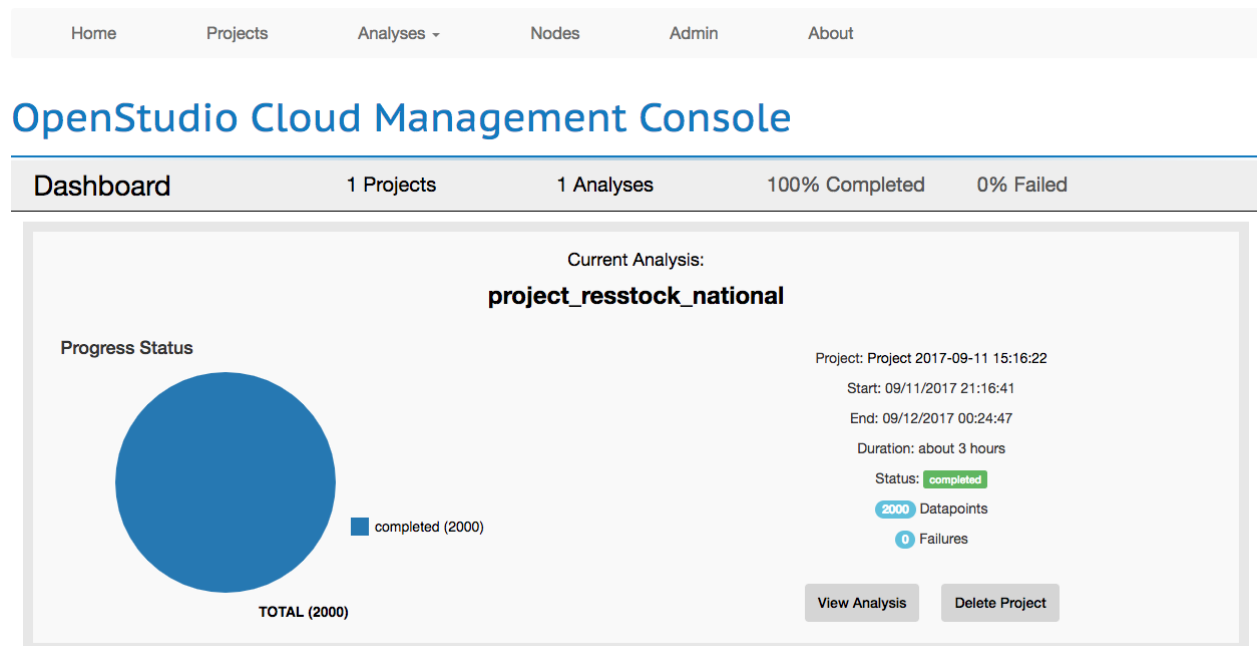 Home Projects Analyses Nodes Admin About
OpenStudio Cloud Management Console
Dashboard 1 Projects 1 Analyses 100% Completed 0% Failed
Current Analysis:
project_resstock_national
Progress Status
Project: Project 2017-09-11 15:16:22
Start: 09/11/2017 21:16:41
End: 09/12/2017 00:24:47
Duration: about 3 hours
Status: completed
2000 Datapoints
completed (2000)
0 Failures
View Analysis Delete Project
TOTAL (2000)